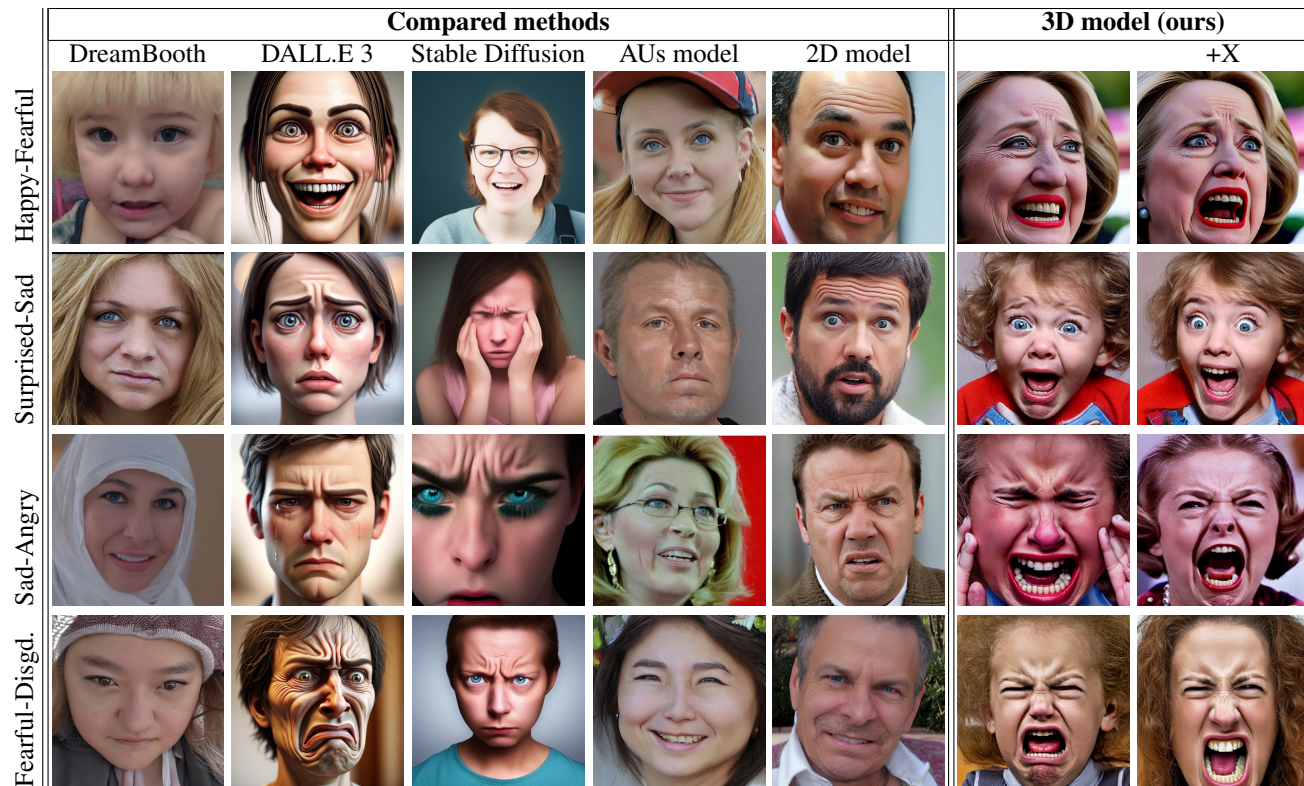 Compared methods 3D model (ours)
DreamBooth DALL.E 3 Stable Diffusion AUs model 2D model +X
Happy-Fearful
Surprised-Sad
Sad-Angry
Fearful-Disgd.